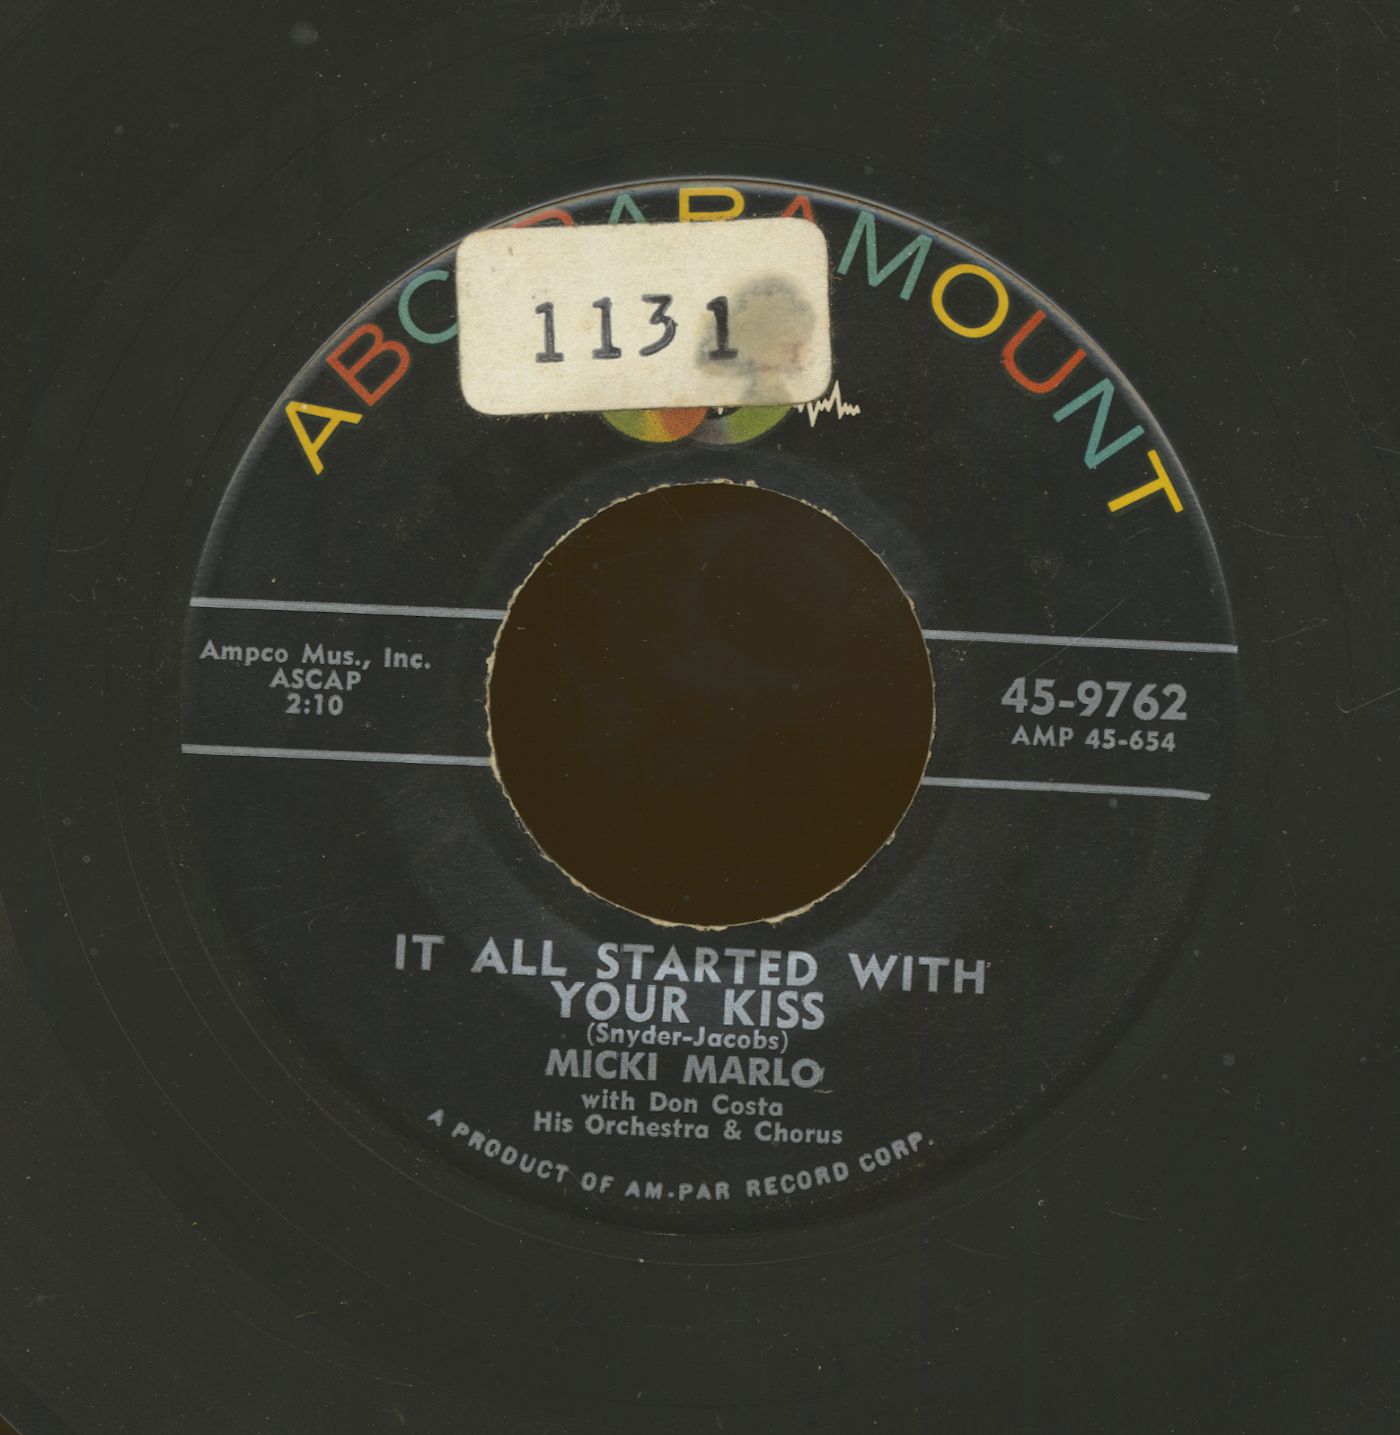 ABC-PARAMOUNT
1131
Ampco Mus., Inc.
ASCAP
2:10
45-9762
AMP 45-654
IT ALL STARTED WITH
YOUR KISS
(Snyder-Jacobs)
MICKI MARLO
with Don Costa
His Orchestra & Chorus
A PRODUCT OF AM-PAR RECORD CORP.